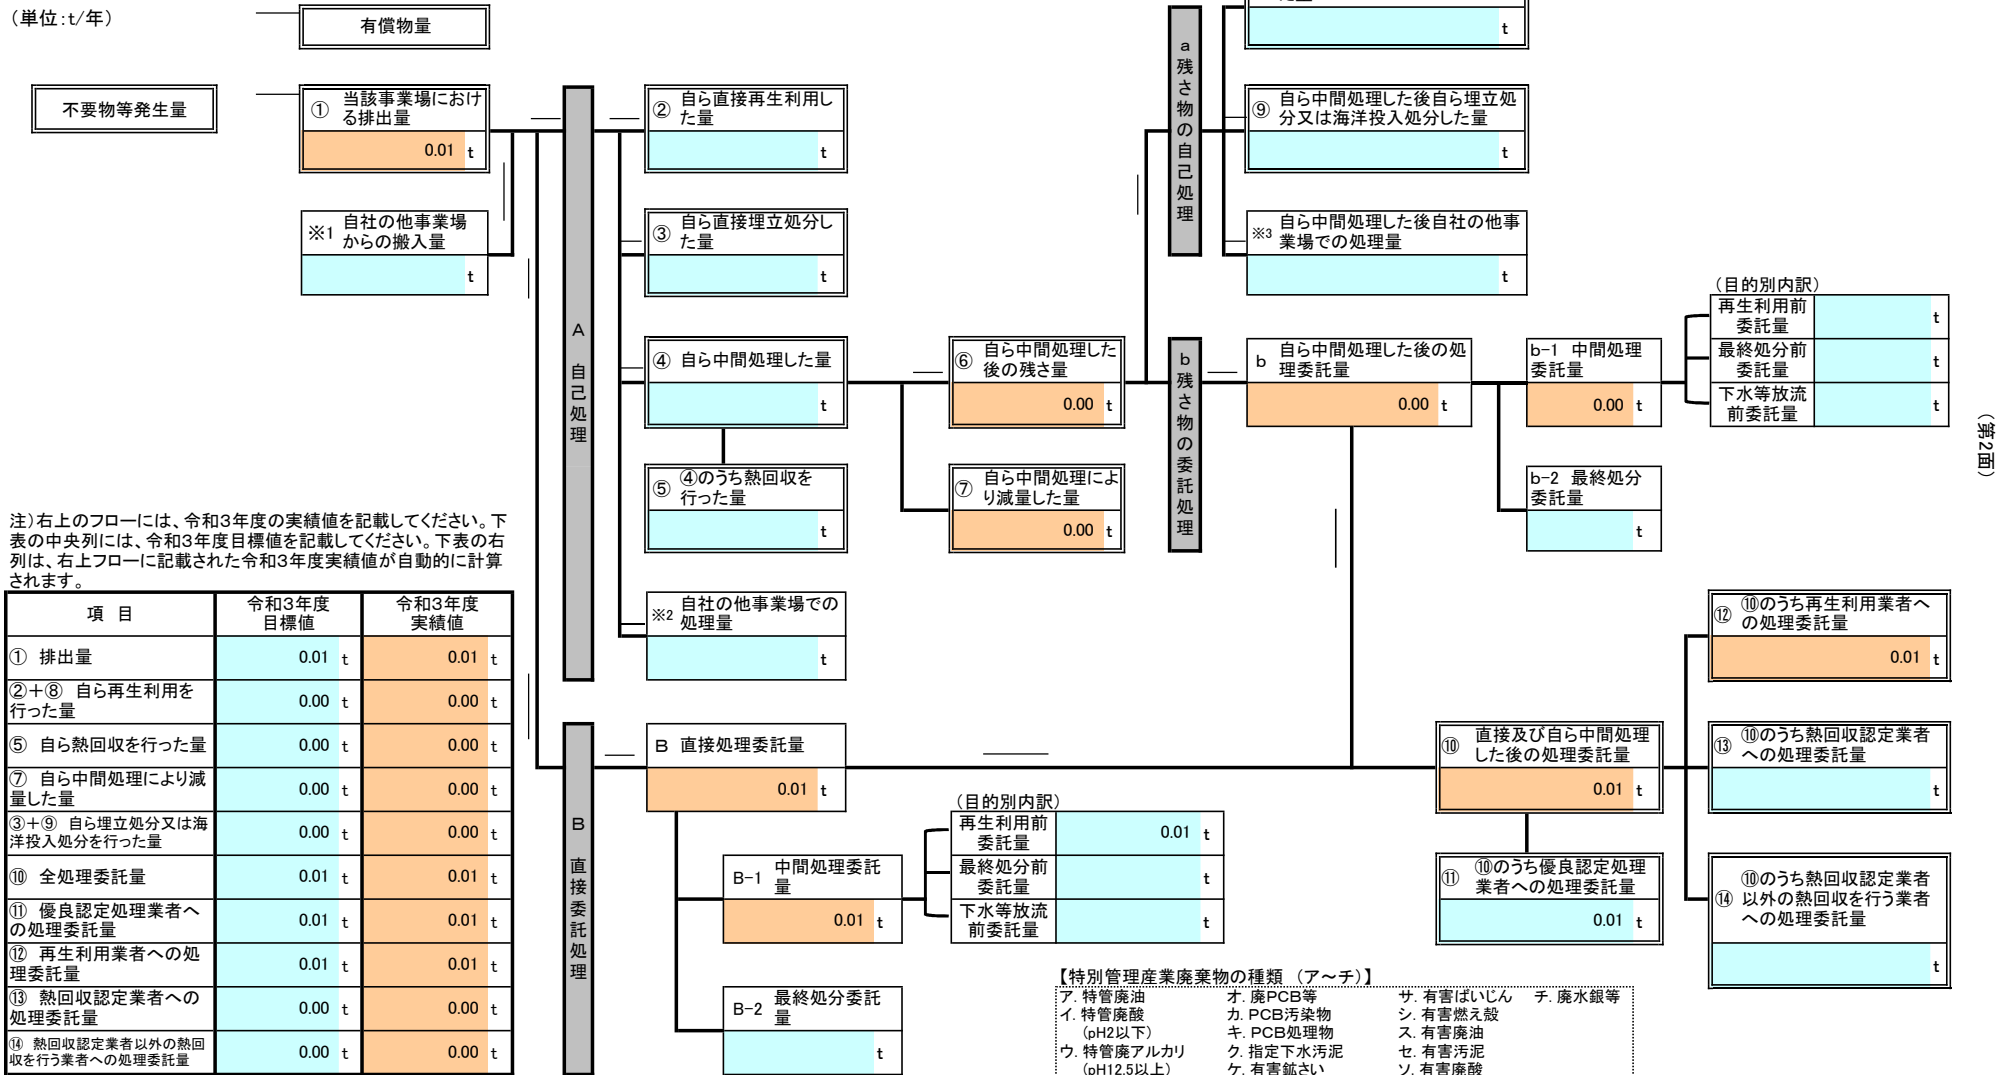 （単位：t/年）
有償物量
不要物等発生量
① 当該事業場におけ
る排出量
0.01 t
※1 自社の他事業場
からの搬入量
t
A 自己処理
② 自ら直接再生利用し
た量
t
③ 自ら直接埋立処分し
た量
t
④ 自ら中間処理した量
t
⑤ ④のうち熱回収を
行った量
t
※2 自社の他事業場での
処理量
t
⑥ 自ら中間処理した
後の残さ量
0.00 t
⑦ 自ら中間処理によ
り減量した量
0.00 t
a 残さ物の自己処理
t
⑨ 自ら中間処理した後自ら埋立処
分又は海洋投入処分した量
t
※3 自ら中間処理した後自社の他事
業場での処理量
t
b 残さ物の委託処理
b 自ら中間処理した後の処
理委託量
0.00 t
b-1 中間処理
委託量
0.00 t
b-2 最終処分
委託量
t
（目的別内訳）
再生利用前
委託量 t
最終処分前
委託量 t
下水等放流
前委託量 t
（第2面）
注）右上のフローには、令和3年度の実績値を記載してください。下
表の中央列には、令和3年度目標値を記載してください。下表の右
列は、右上フローに記載された令和3年度実績値が自動的に計算
されます。
項 目 令和3年度 目標値 令和3年度 実績値
① 排出量 0.01 t 0.01 t
②＋⑧ 自ら再生利用を
行った量 0.00 t 0.00 t
⑤ 自ら熱回収を行った量 0.00 t 0.00 t
⑦ 自ら中間処理により減
量した量 0.00 t 0.00 t
③＋⑨ 自ら埋立処分又は海
洋投入処分を行った量 0.00 t 0.00 t
⑩ 全処理委託量 0.01 t 0.01 t
⑪ 優良認定処理業者へ
の処理委託量 0.01 t 0.01 t
⑫ 再生利用業者への処
理委託量 0.01 t 0.01 t
⑬ 熱回収認定業者への
処理委託量 0.00 t 0.00 t
⑭ 熱回収認定業者以外の熱回
収を行う業者への処理委託量 0.00 t 0.00 t
B 直接委託処理
B 直接処理委託量
0.01 t
B-1 中間処理委託
量
0.01 t
B-2 最終処分委託
量
t
（目的別内訳）
再生利用前
委託量 0.01 t
最終処分前
委託量 t
下水等放流
前委託量 t
⑩ 直接及び自ら中間処理
した後の処理委託量
0.01 t
⑪ ⑩のうち優良認定処理
業者への処理委託量
0.01 t
⑫ ⑩のうち再生利用業者へ
の処理委託量
0.01 t
⑬ ⑩のうち熱回収認定業者
への処理委託量
t
⑭ ⑩のうち熱回収認定業者
以外の熱回収を行う業者
への処理委託量
t
【特別管理産業廃棄物の種類 （ア～チ）】
ア．特管廃油 オ．廃PCB等 サ．有害ばいじん チ．廃水銀等
イ．特管廃酸 カ．PCB汚染物 シ．有害燃え殻
（pH2以下） キ．PCB処理物 ス．有害廃油
ウ．特管廃アルカリ ク．指定下水汚泥 セ．有害汚泥
（pH12.5以上） ケ．有害鉱さい ソ．有害廃酸